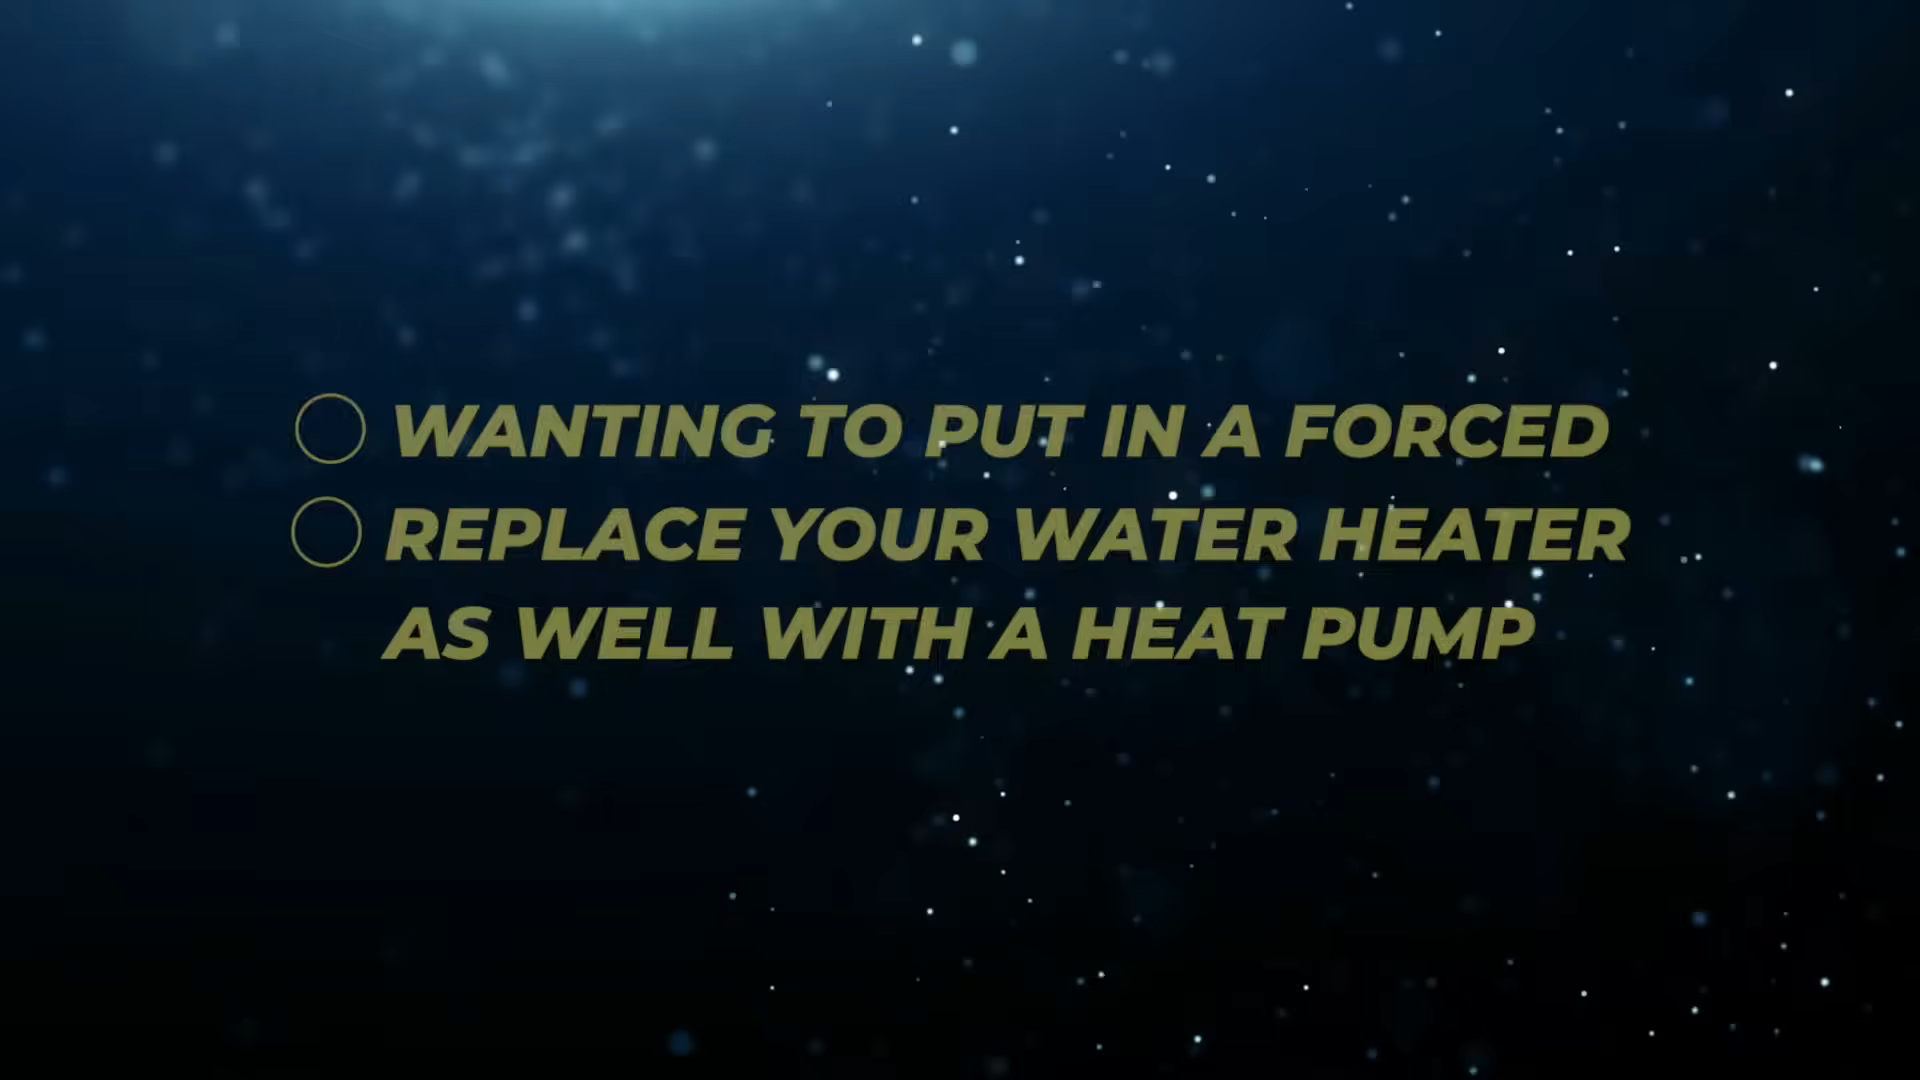 WANTING TO PUT IN A FORCED
REPLACE YOUR WATER HEATER
AS WELL WITH A HEAT PUMP